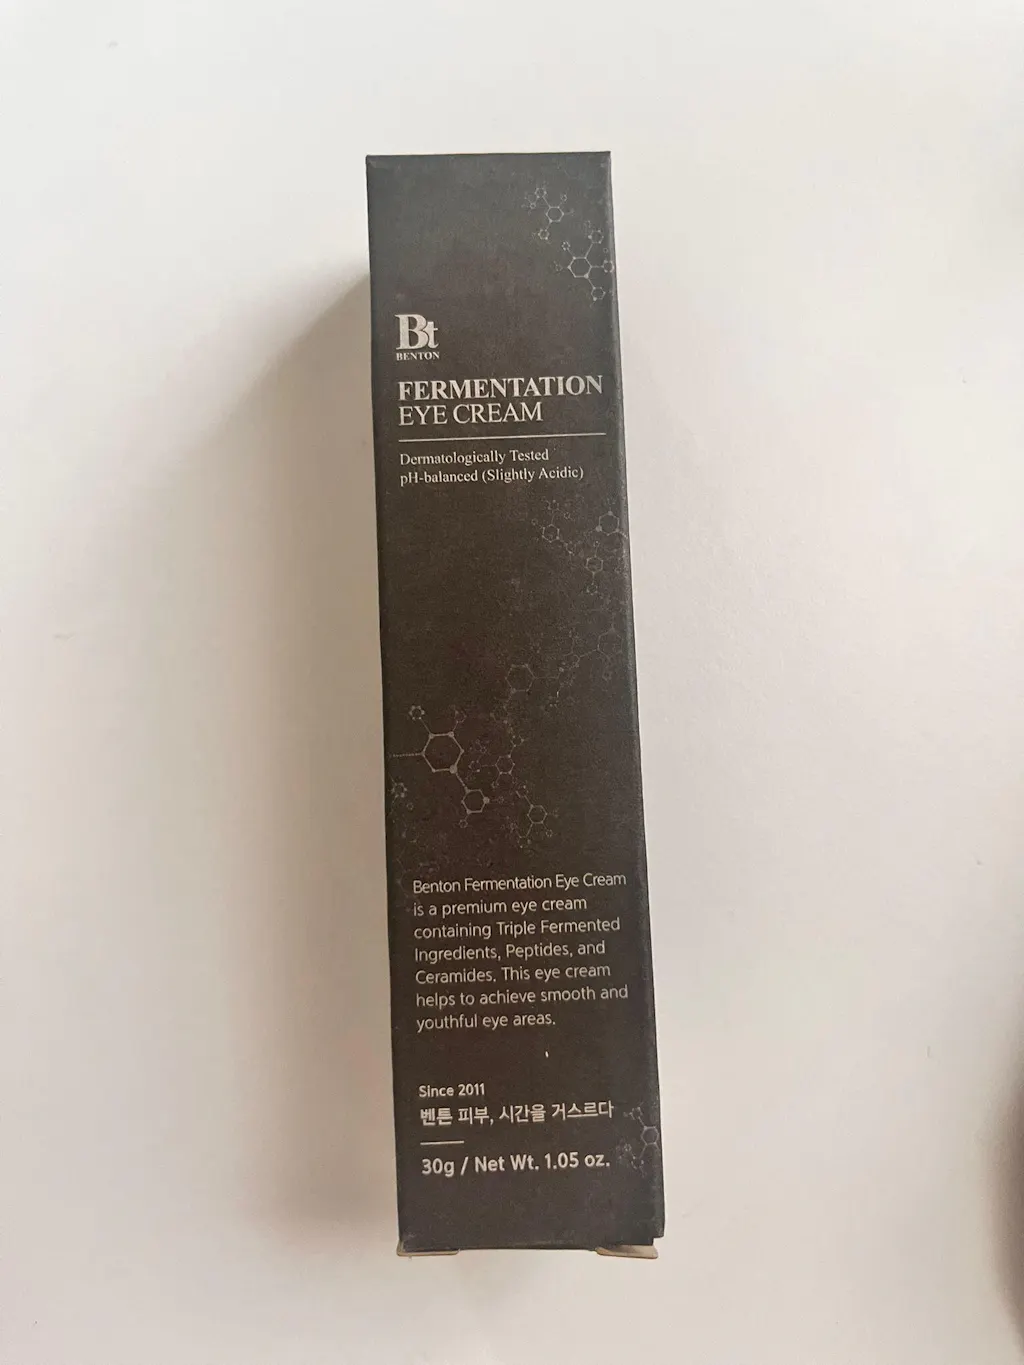 Bt
BENTON
FERMENTATION
EYE CREAM
Dermatologically Tested
pH-balanced (Slightly Acidic)
Benton Fermentation Eye Cream
is a premium eye cream
containing Triple Fermented
Ingredients, Peptides, and
Ceramides. This eye cream
helps to achieve smooth and
youthful eye areas.
Since 2011
벤튼 피부, 시간을 거스르다
30g / Net Wt. 1.05 oz.